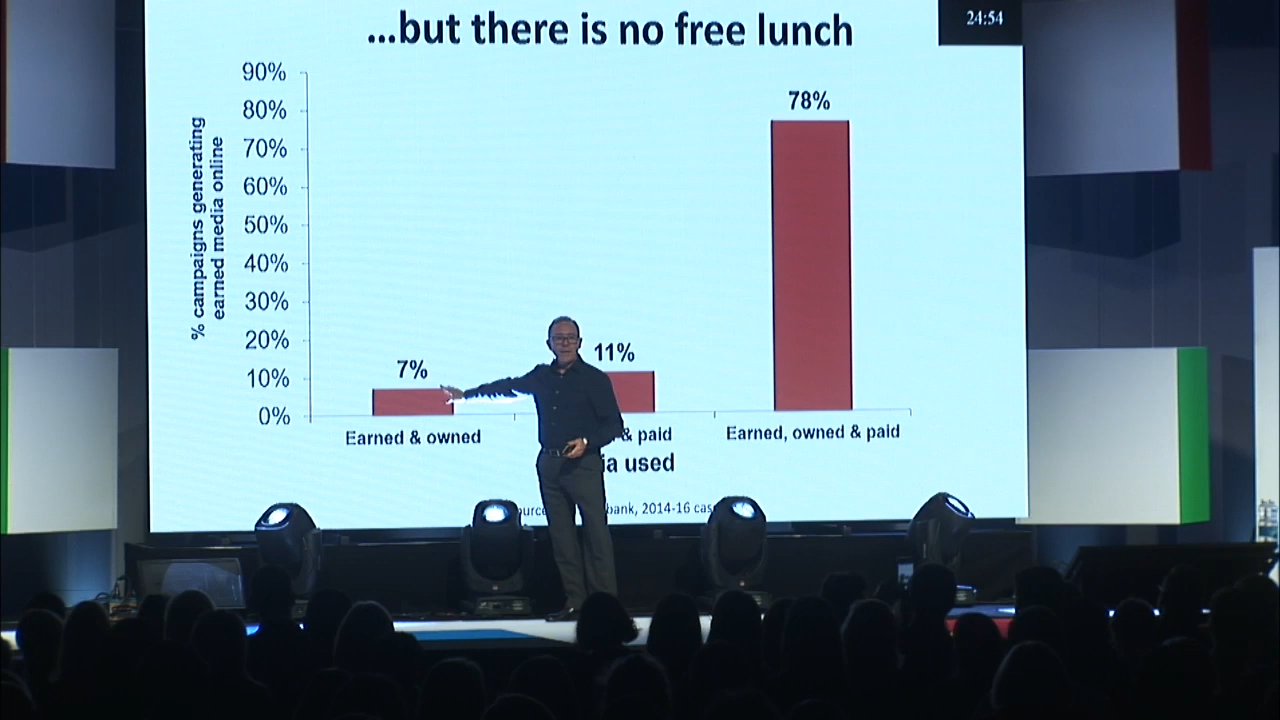 ...but there is no free lunch
24:54
90%
80%
70%
60%
50%
40%
30%
20%
10%
0%
% campaigns generating
earned media online
7%
11%
78%
Earned & owned
& paid
Earned, owned & paid
used
bank, 2014-16